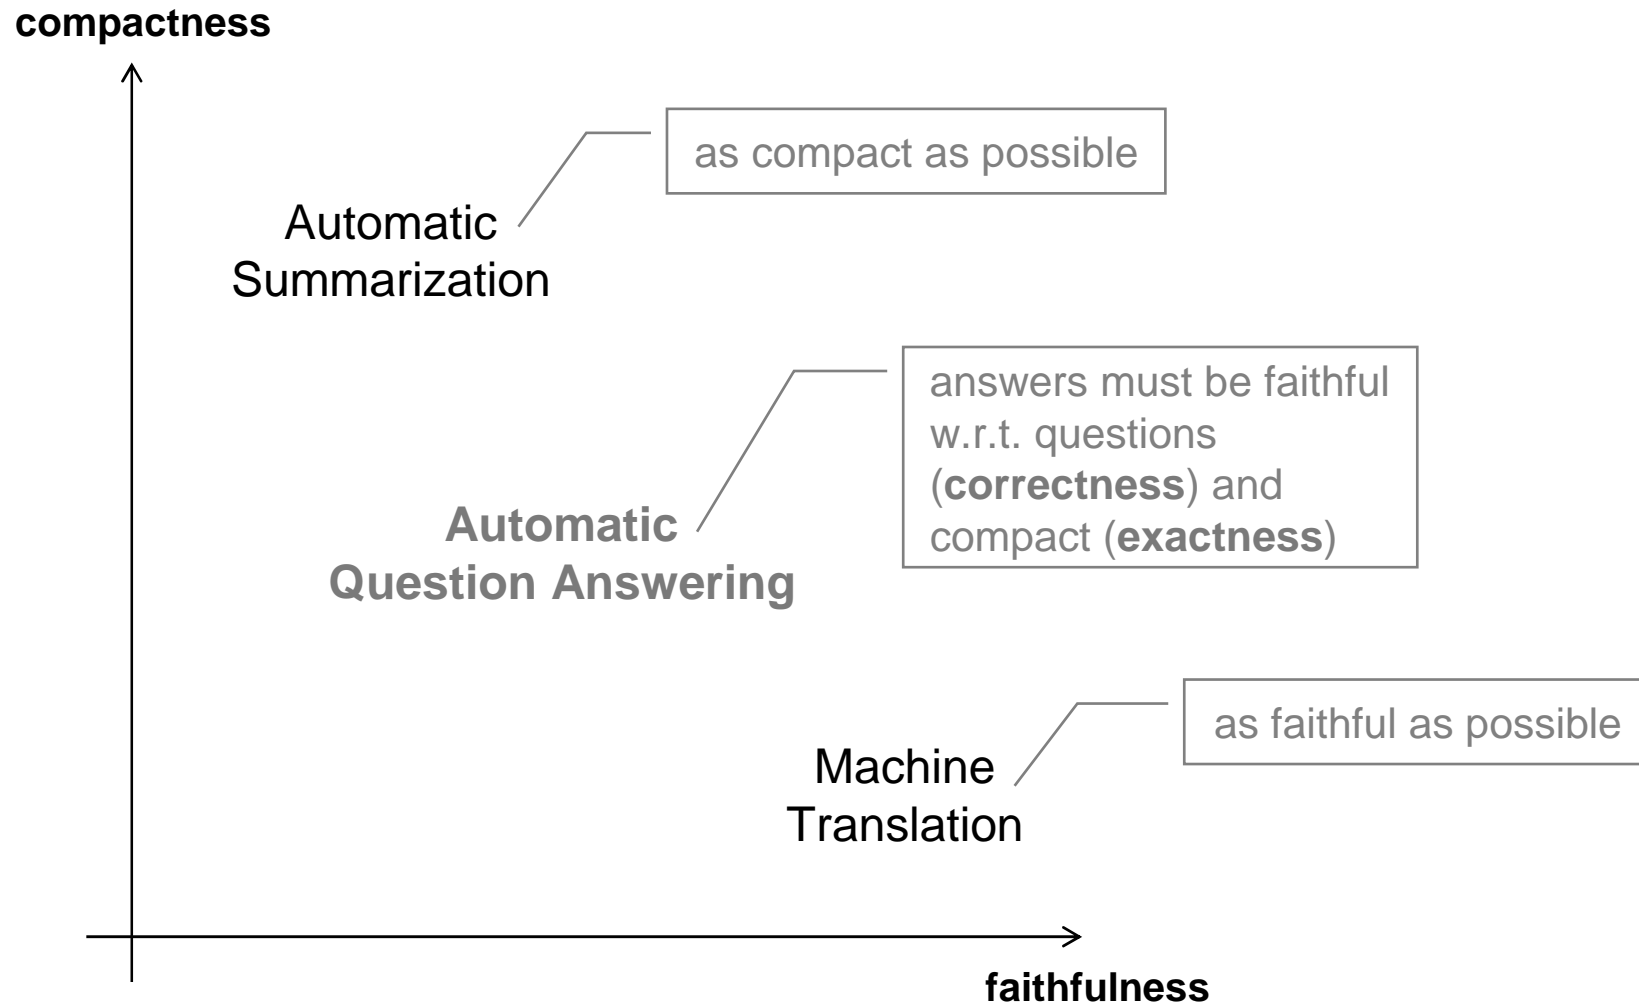 compactness
as compact as possible
Automatic
Summarization
answers must be faithful
w.r.t. questions
(correctness) and
compact (exactness)
Automatic
Question Answering
as faithful as possible
Machine
Translation
faithfulness